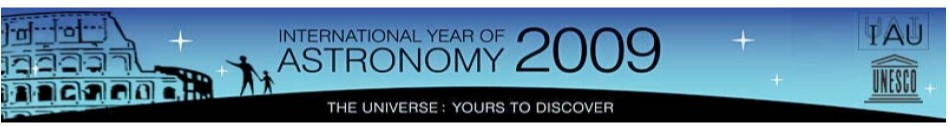 INTERNATIONAL YEAR OF
ASTRONOMY 2009
THE UNIVERSE : YOURS TO DISCOVER
IAU
UNESCO